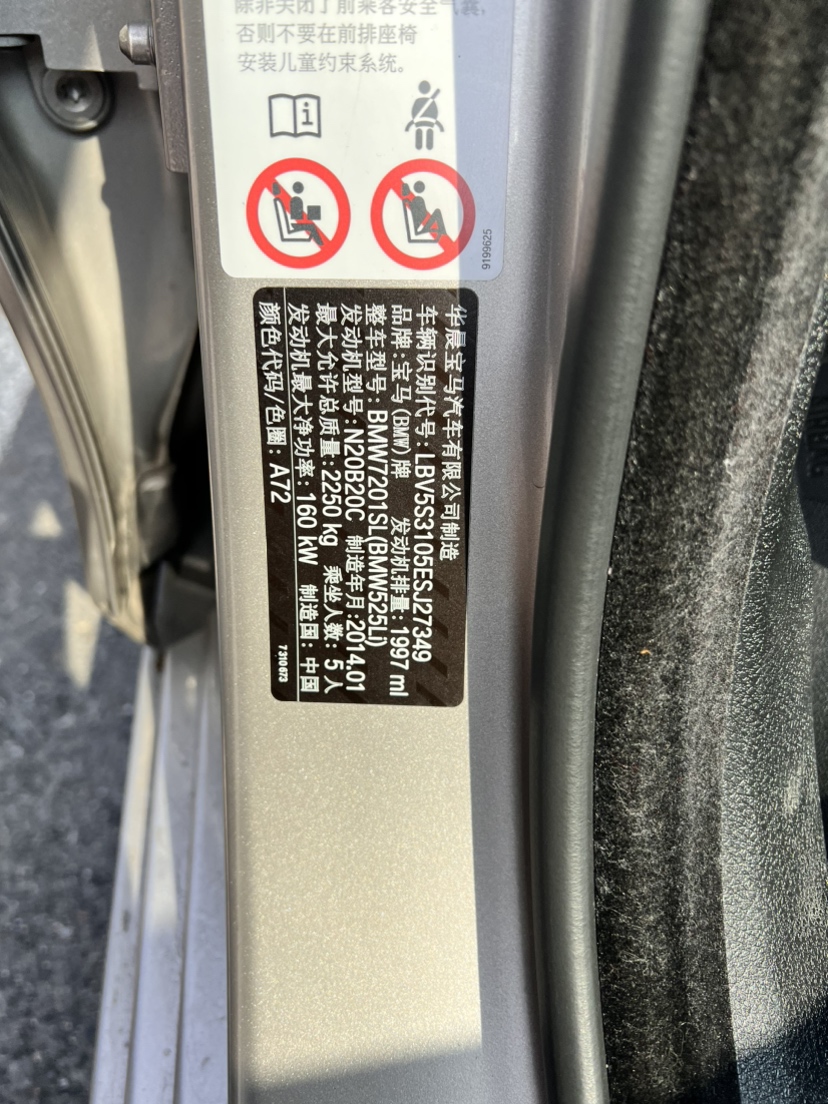 除非关闭了前乘客安全气囊,
否则不要在前排座椅
安装儿童约束系统。
9199625
华晨宝马汽车有限公司制造
车辆识别代号:LBV5S3105ESJ27349
品牌:宝马(BMW)牌 发动机排量:1997 ml
整车型号:BMW7201SL(BMW525Li)
发动机型号:N20B20C 制造年月:2014.01
最大允许总质量:2250 kg 乘坐人数:5人
发动机最大净功率:160 kW 制造国:中国
颜色代码/色圈:A72
7 310 673